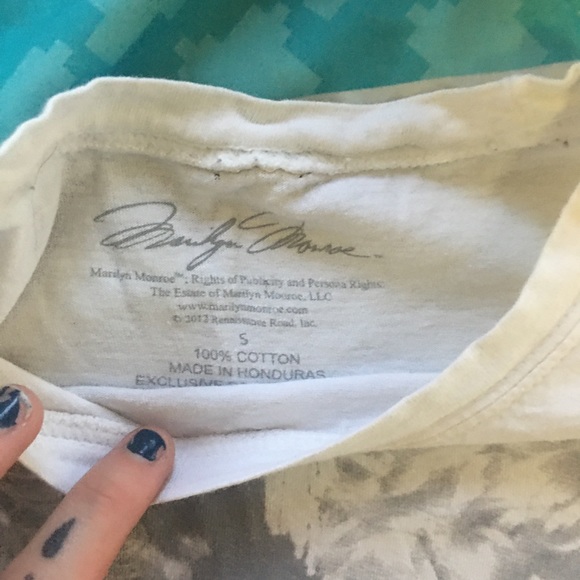 Marilyn Monroe
Marilyn Monroe™; Rights of Publicity and Persona Rights:
The Estate of Marilyn Monroe, LLC
www.marilynmonroe.com
© 2012 Renaissance Road, Inc.
S
100% COTTON
MADE IN HONDURAS
EXCLUSIVE